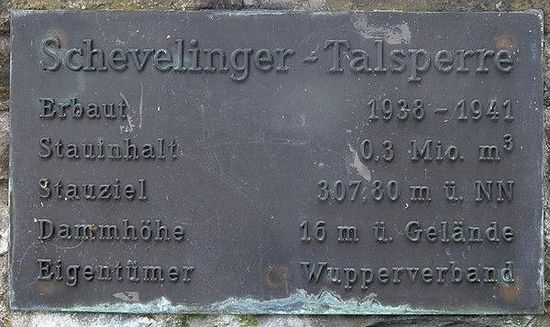 Schevelinger-Talsperre
Erbaut 1938 - 1941
Stauinhalt 0,3 Mio. m³
Stauziel 307.80 m ü. NN
Dammhöhe 16 m ü. Gelände
Eigentümer Wupperverband